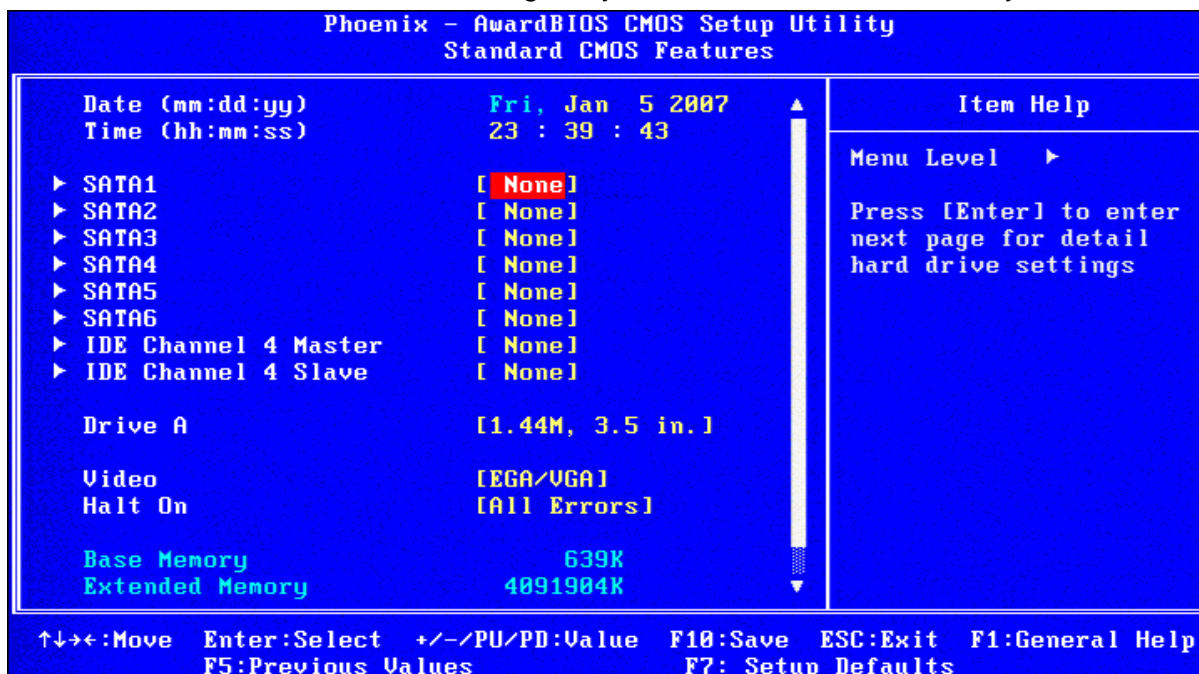 Phoenix - AwardBIOS CMOS Setup Utility
Standard CMOS Features
Date (mm:dd:yy) Fri, Jan 5 2007
Time (hh:mm:ss) 23 : 39 : 43
SATA1 [ None]
SATA2 [ None]
SATA3 [ None]
SATA4 [ None]
SATA5 [ None]
SATA6 [ None]
IDE Channel 4 Master [ None]
IDE Channel 4 Slave [ None]
Drive A [1.44M, 3.5 in.]
Video [EGA/VGA]
Halt On [All Errors]
Base Memory 639K
Extended Memory 4091904K
Item Help
Menu Level ►
Press [Enter] to enter
next page for detail
hard drive settings
↑↓→←:Move Enter:Select +/-/PU/PD:Value F10:Save ESC:Exit F1:General Help
F5:Previous Values F7: Setup Defaults